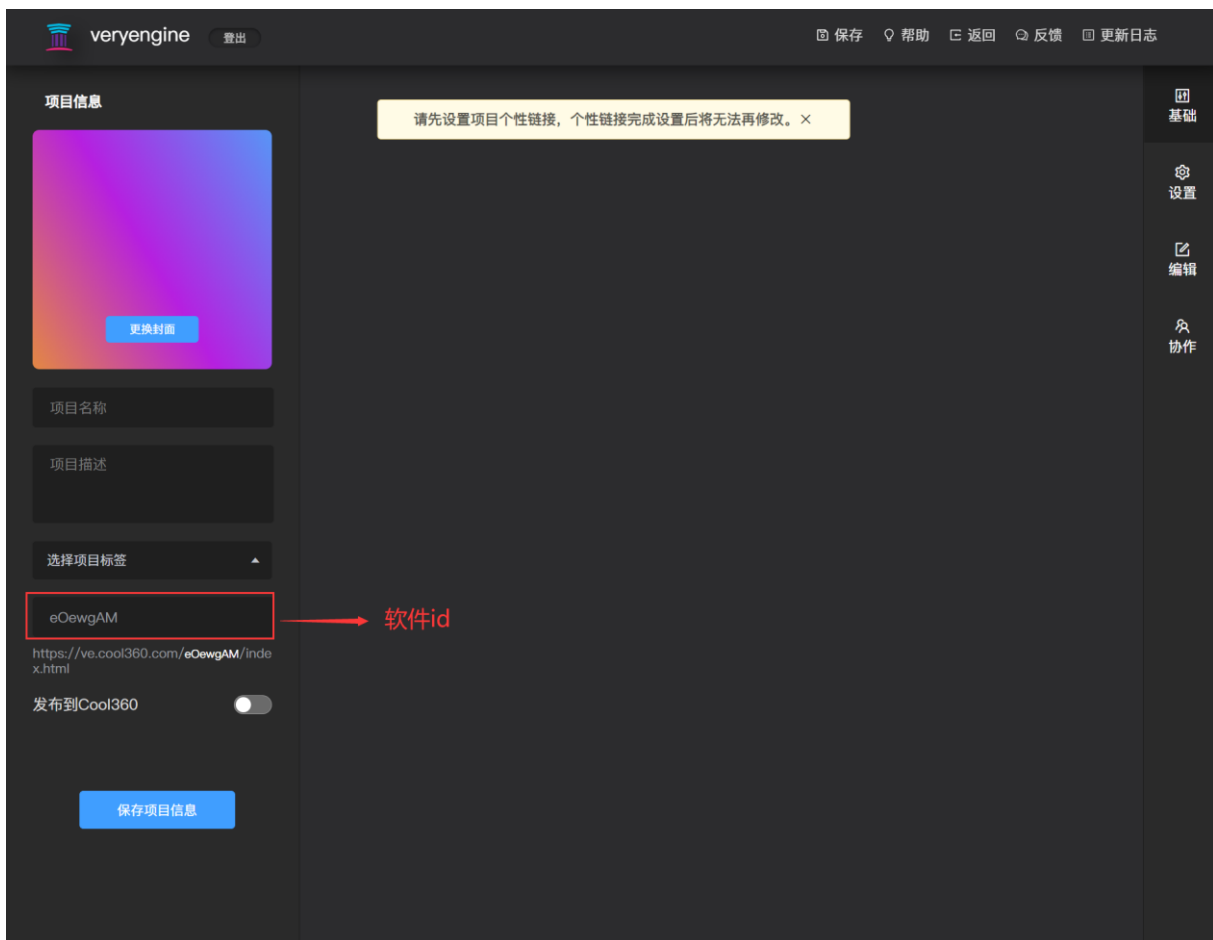 veryengine 登出
保存 帮助 返回 反馈 更新日志
项目信息
请先设置项目个性链接，个性链接完成设置后将无法再修改。×
基础
设置
编辑
协作
更换封面
项目名称
项目描述
选择项目标签
eOewgAM
软件id
https://ve.cool360.com/eOewgAM/inde
x.html
发布到Cool360
保存项目信息